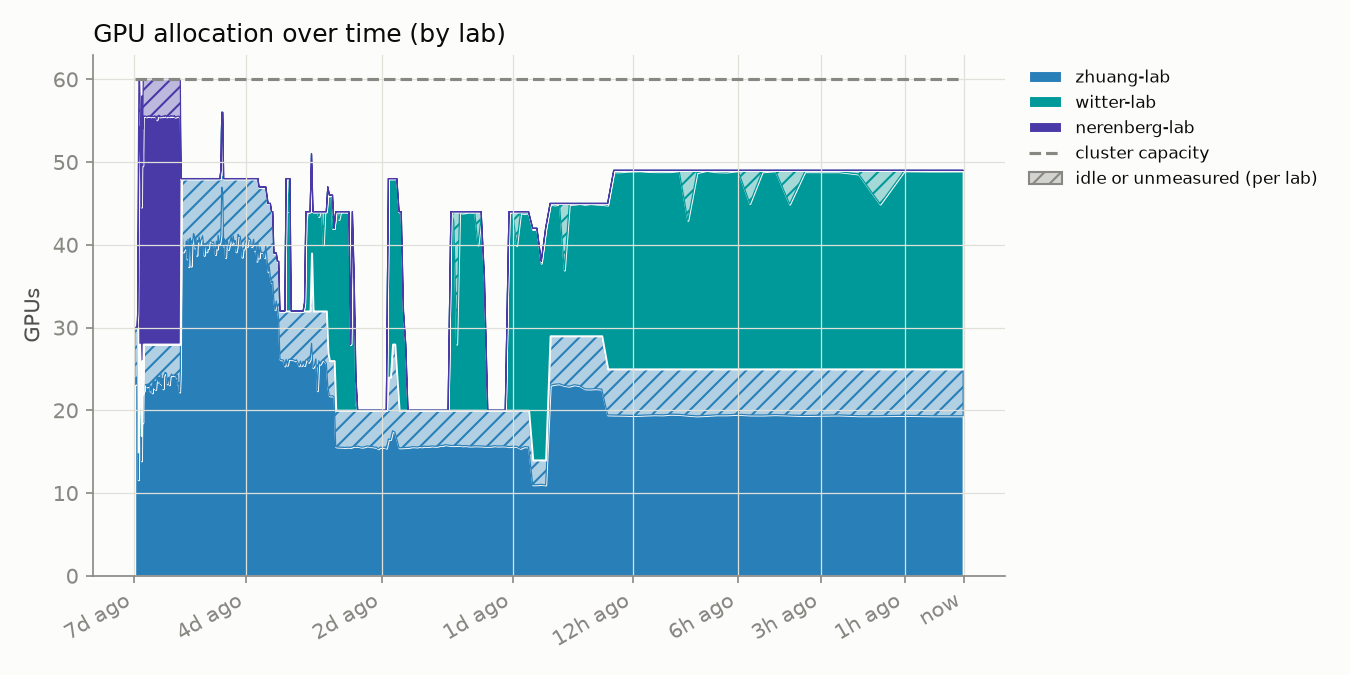 GPU allocation over time (by lab)
GPUs
60
50
40
30
20
10
0
7d ago
4d ago
2d ago
1d ago
12h ago
6h ago
3h ago
1h ago
now
zhuang-lab
witter-lab
nerenberg-lab
cluster capacity
idle or unmeasured (per lab)